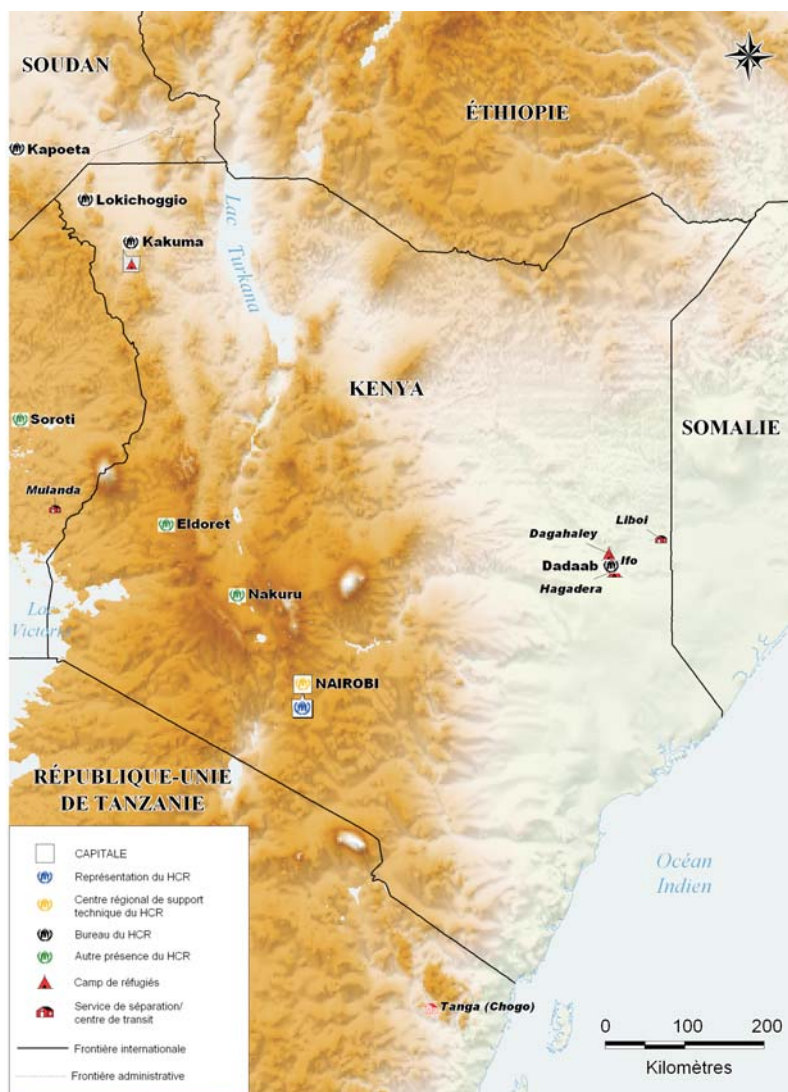 SOUDAN
ÉTHIOPIE
Kapoeta
Lokichoggio
Kakuma
Lac Turkana
KENYA
SOMALIE
Soroti
Mulanda
Eldoret
Liboi
Dagahaley
Dadaab
Ifo
Hagadera
Nakuru
Lac
Victoria
NAIROBI
RÉPUBLIQUE-UNIE
DE TANZANIE
Océan
Indien
CAPITALE
Représentation du HCR
Centre régional de support
technique du HCR
Bureau du HCR
Autre présence du HCR
Camp de réfugiés
Service de séparation/
centre de transit
Frontière internationale
Frontière administrative
Tanga (Chogo)
0 100 200
Kilomètres